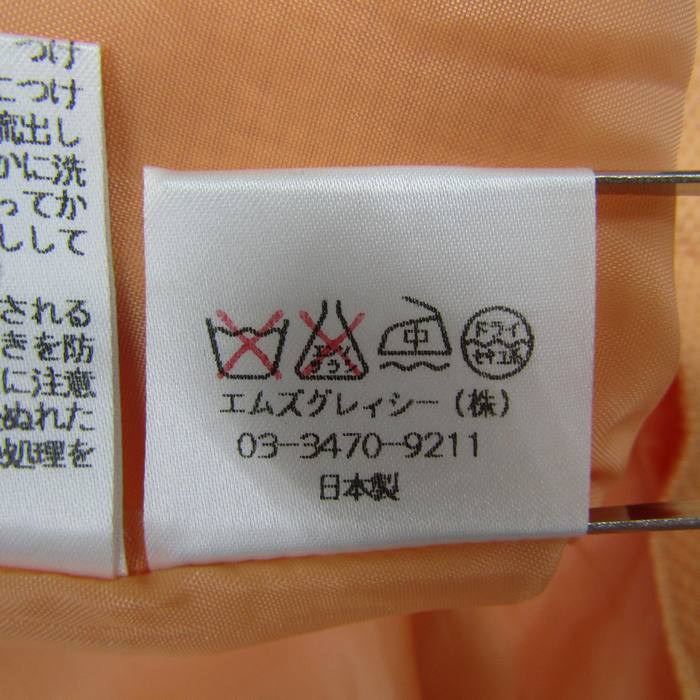 つけ
こつけ
流出し
かに洗
ってか
ししして
される
きを防
に注意
ぬれた
処理を
エンソ
サラシ
中
ドライ
セキユ系
エムズグレィシー（株）
03-3470-9211
日本製